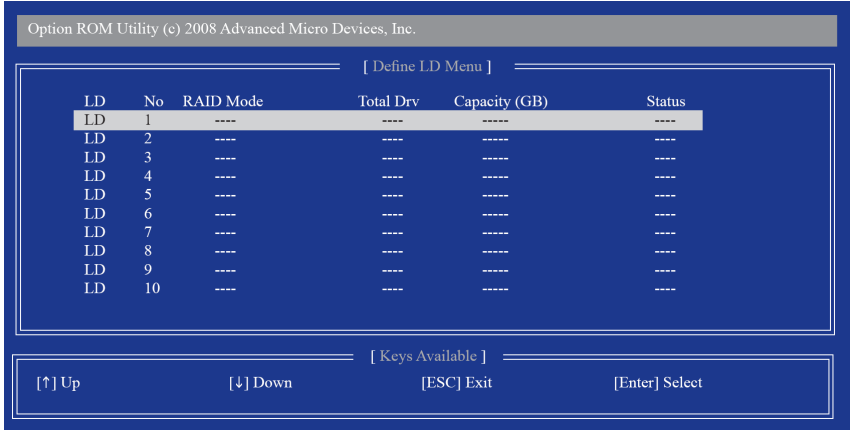 Option ROM Utility (c) 2008 Advanced Micro Devices, Inc.
[ Define LD Menu ]
LD No RAID Mode Total Drv Capacity (GB) Status
LD 1 ---- ---- ----- ----
LD 2 ---- ---- ----- ----
LD 3 ---- ---- ----- ----
LD 4 ---- ---- ----- ----
LD 5 ---- ---- ----- ----
LD 6 ---- ---- ----- ----
LD 7 ---- ---- ----- ----
LD 8 ---- ---- ----- ----
LD 9 ---- ---- ----- ----
LD 10 ---- ---- ----- ----
[ Keys Available ]
[↑] Up [↓] Down [ESC] Exit [Enter] Select